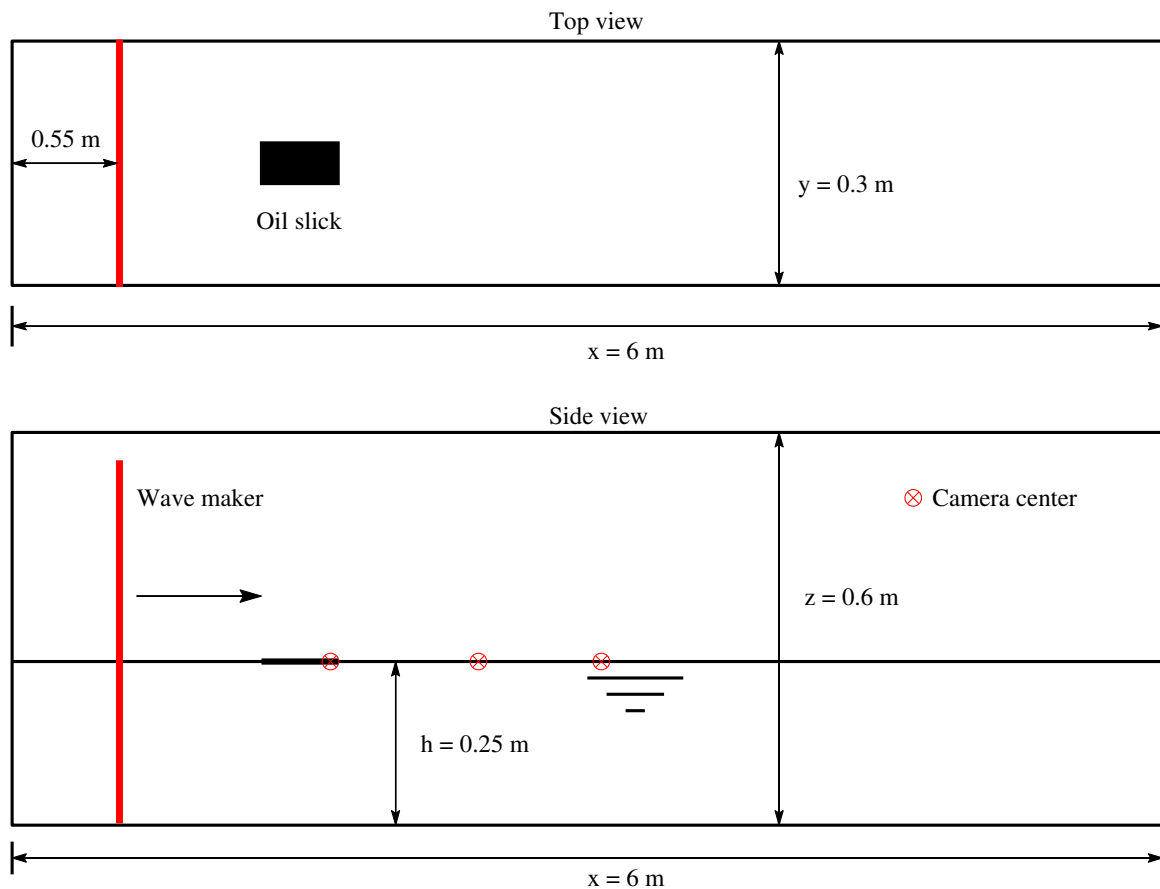 Top view
0.55 m
y = 0.3 m
Oil slick
x = 6 m
Side view
Wave maker
Camera center
z = 0.6 m
h = 0.25 m
x = 6 m